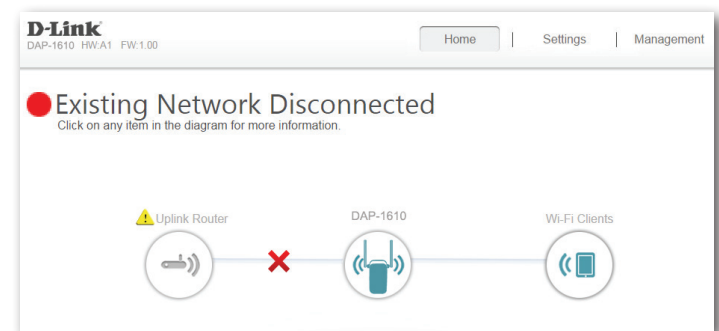 D-Link
DAP-1610 HW:A1 FW:1.00
Home | Settings | Management
Existing Network Disconnected
Click on any item in the diagram for more information.
Uplink Router
DAP-1610
Wi-Fi Clients